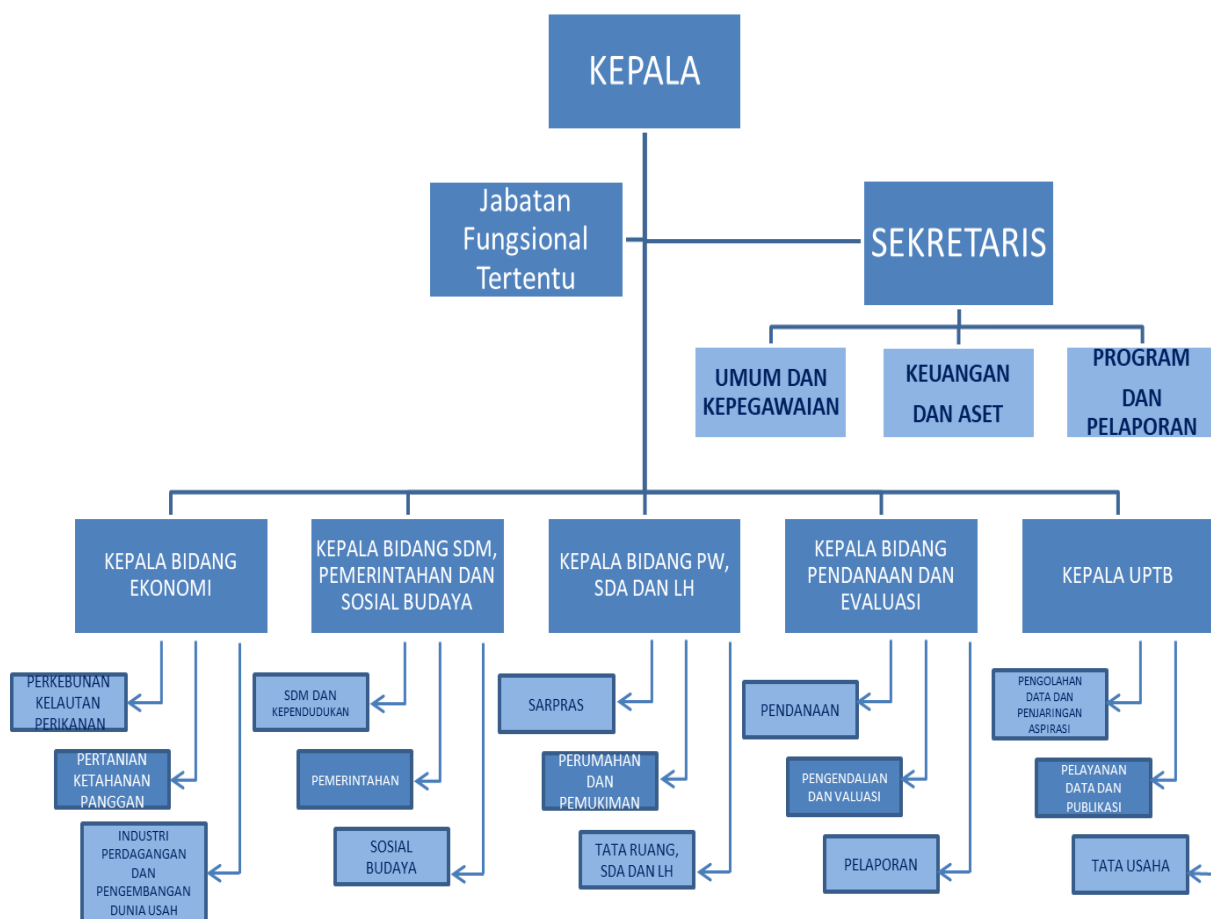 KEPALA
Jabatan
Fungsional
Tertentu
SEKRETARIS
UMUM DAN
KEPEGAWAIAN
KEUANGAN
DAN ASET
PROGRAM
DAN
PELAPORAN
KEPALA BIDANG
EKONOMI
KEPALA BIDANG SDM,
PEMERINTAHAN DAN
SOSIAL BUDAYA
KEPALA BIDANG PW,
SDA DAN LH
KEPALA BIDANG
PENDANAAN DAN
EVALUASI
KEPALA UPTB
PERKEBUNAN
KELAUTAN
PERIKANAN
PERTANIAN
KETAHANAN
PANGGAN
INDUSTRI
PERDAGANGAN
DAN
PENGEMBANGAN
DUNIA USAH
SDM DAN
KEPENDUDUKAN
PEMERINTAHAN
SOSIAL
BUDAYA
SARPRAS
PERUMAHAN
DAN
PEMUKIMAN
TATA RUANG,
SDA DAN LH
PENDANAAN
PENGENDALIAN
DAN VALUASI
PELAPORAN
PENGOLAHAN
DATA DAN
PENJARINGAN
ASPIRASI
PELAYANAN
DATA DAN
PUBLIKASI
TATA USAHA